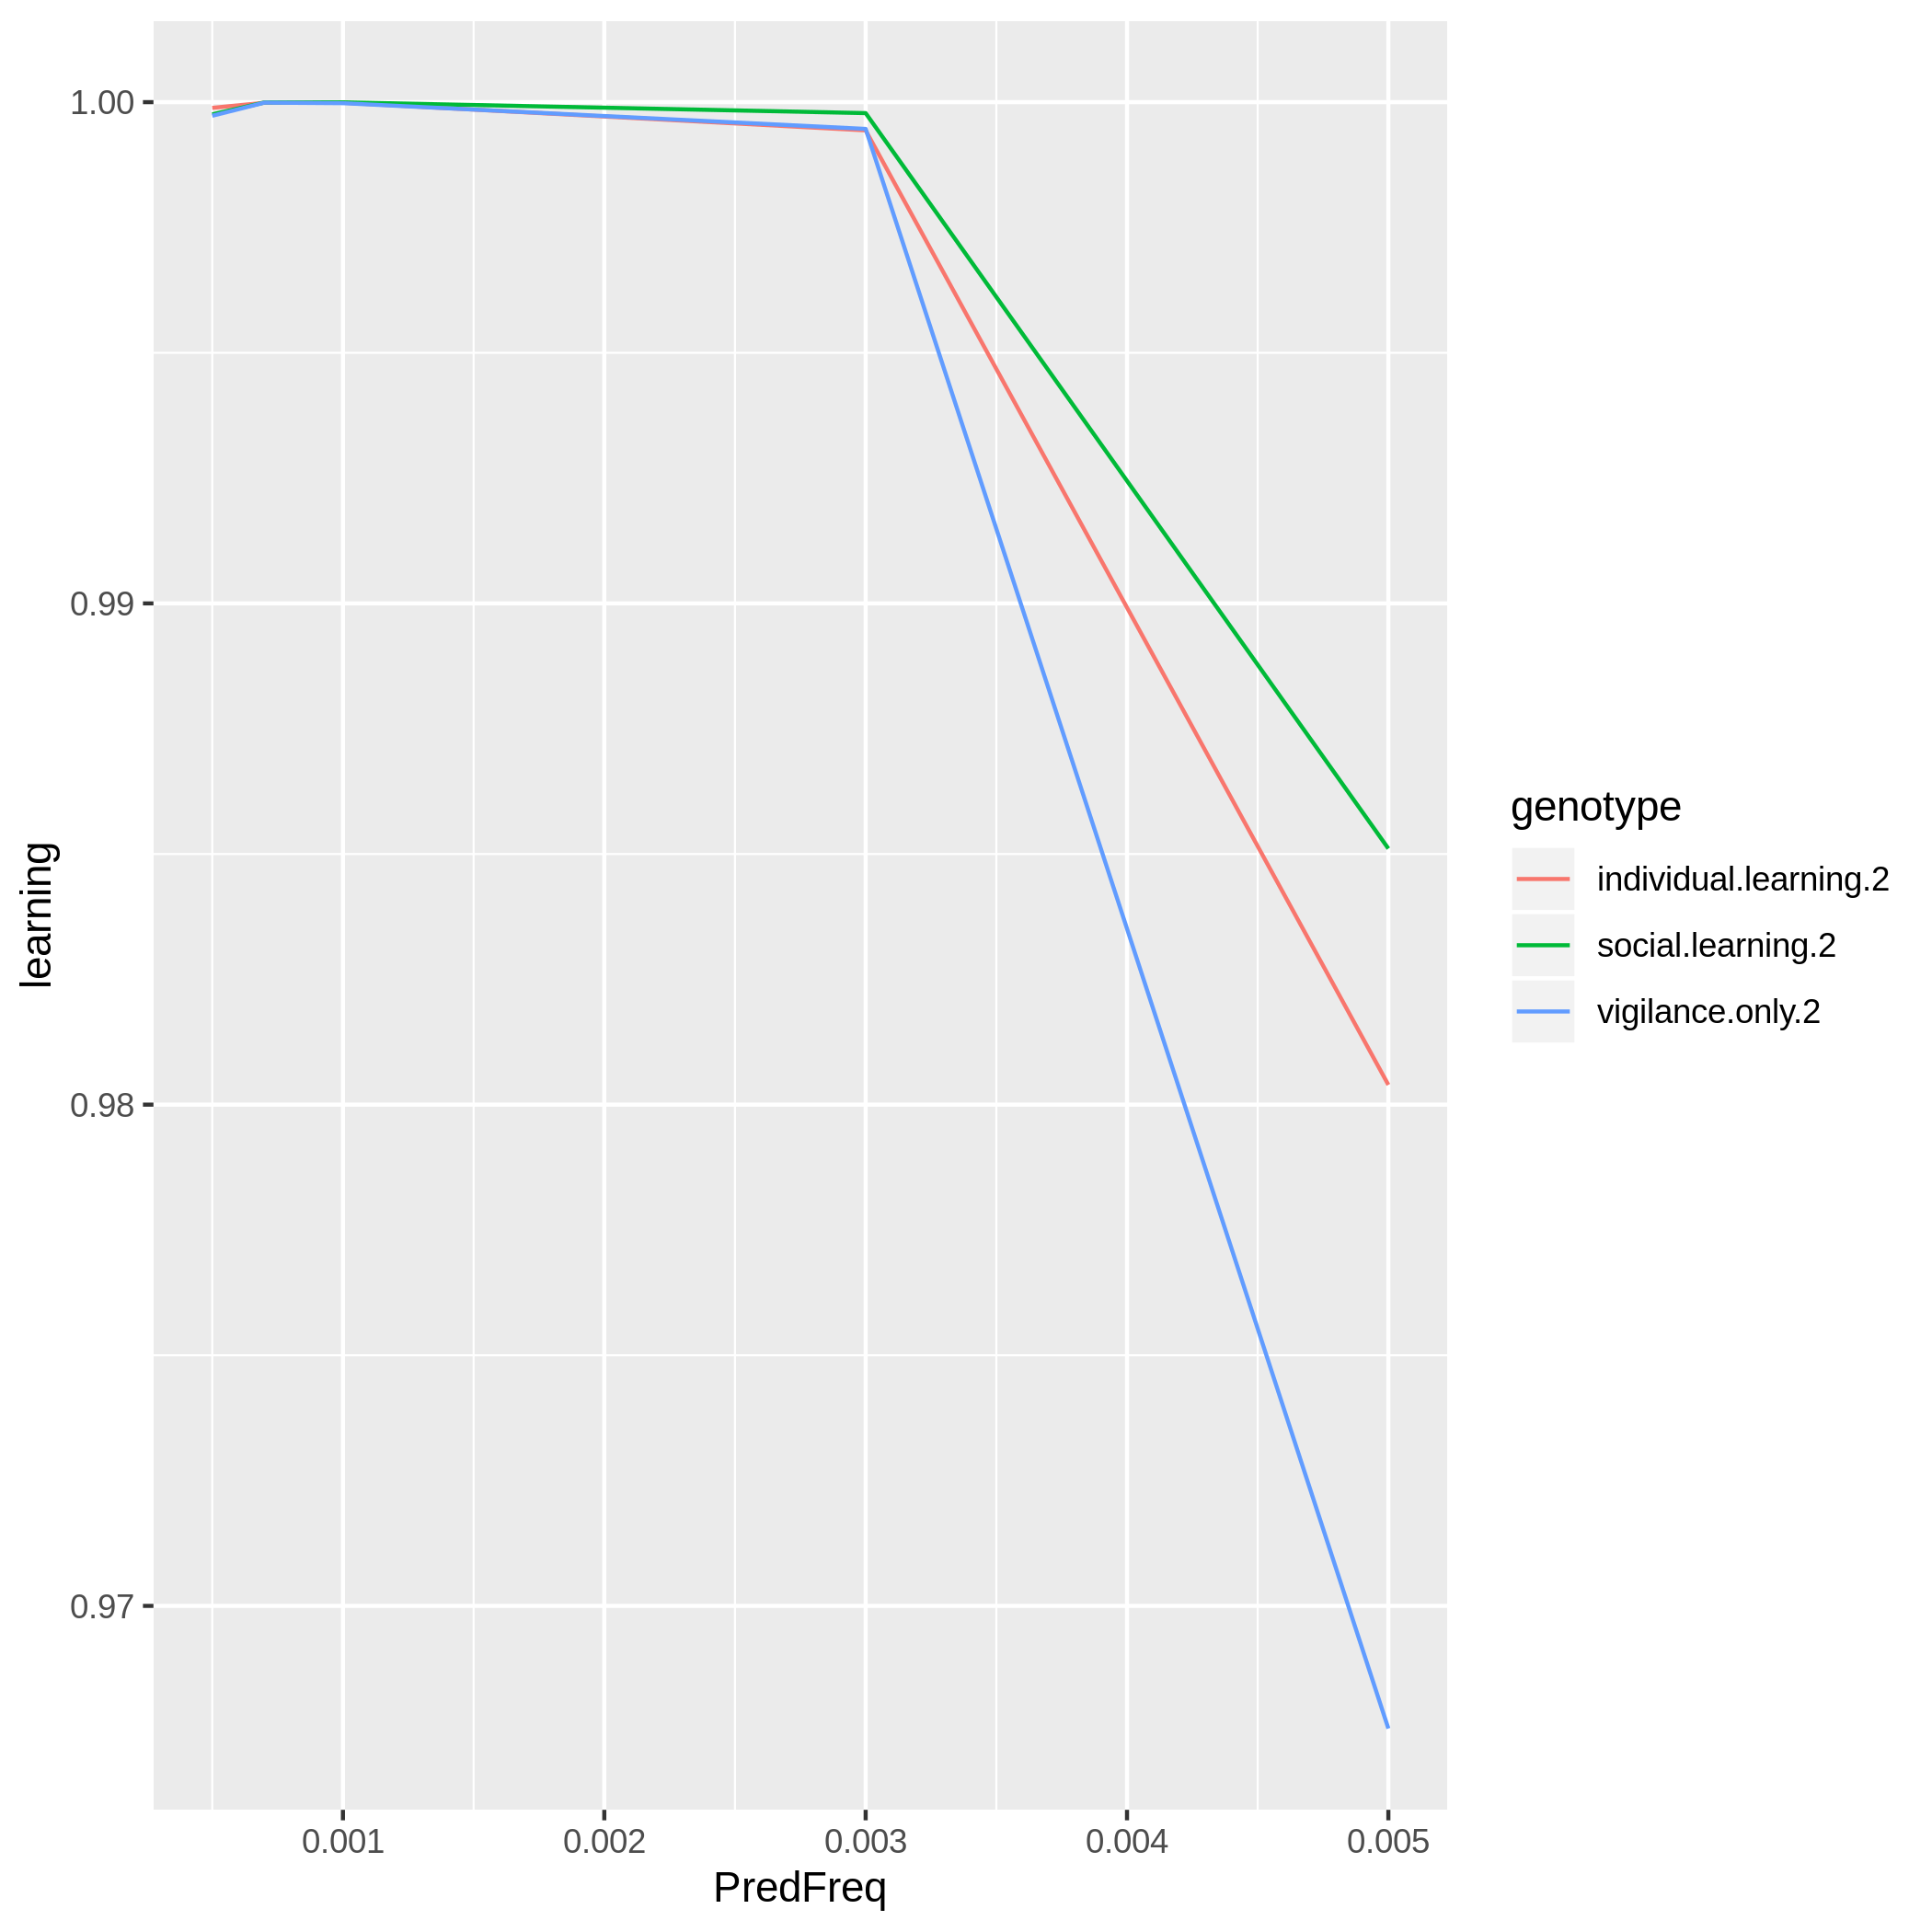 1.00
0.99
0.98
0.97
learning
0.001 0.002 0.003 0.004 0.005
PredFreq
genotype
individual.learning.2
social.learning.2
vigilance.only.2